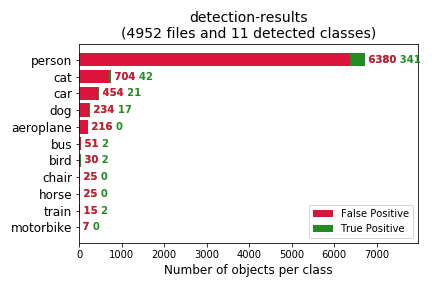 detection-results
(4952 files and 11 detected classes)
person 6380 341
cat 704 42
car 454 21
dog 234 17
aeroplane 216 0
bus 51 2
bird 30 2
chair 25 0
horse 25 0
train 15 2
motorbike 7 0
False Positive
True Positive
0 1000 2000 3000 4000 5000 6000 7000
Number of objects per class